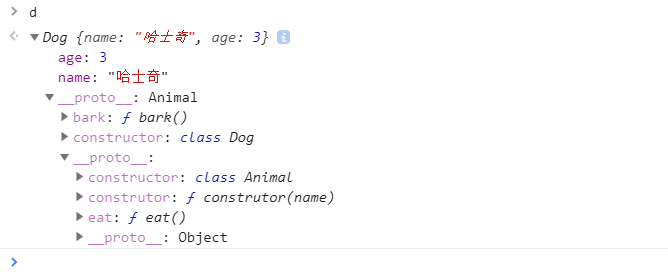 > d
Dog {name: "哈士奇", age: 3} i
age: 3
name: "哈士奇"
__proto__: Animal
bark: ƒ bark()
constructor: class Dog
__proto__:
constructor: class Animal
construtor: ƒ construtor(name)
eat: ƒ eat()
__proto__: Object
>